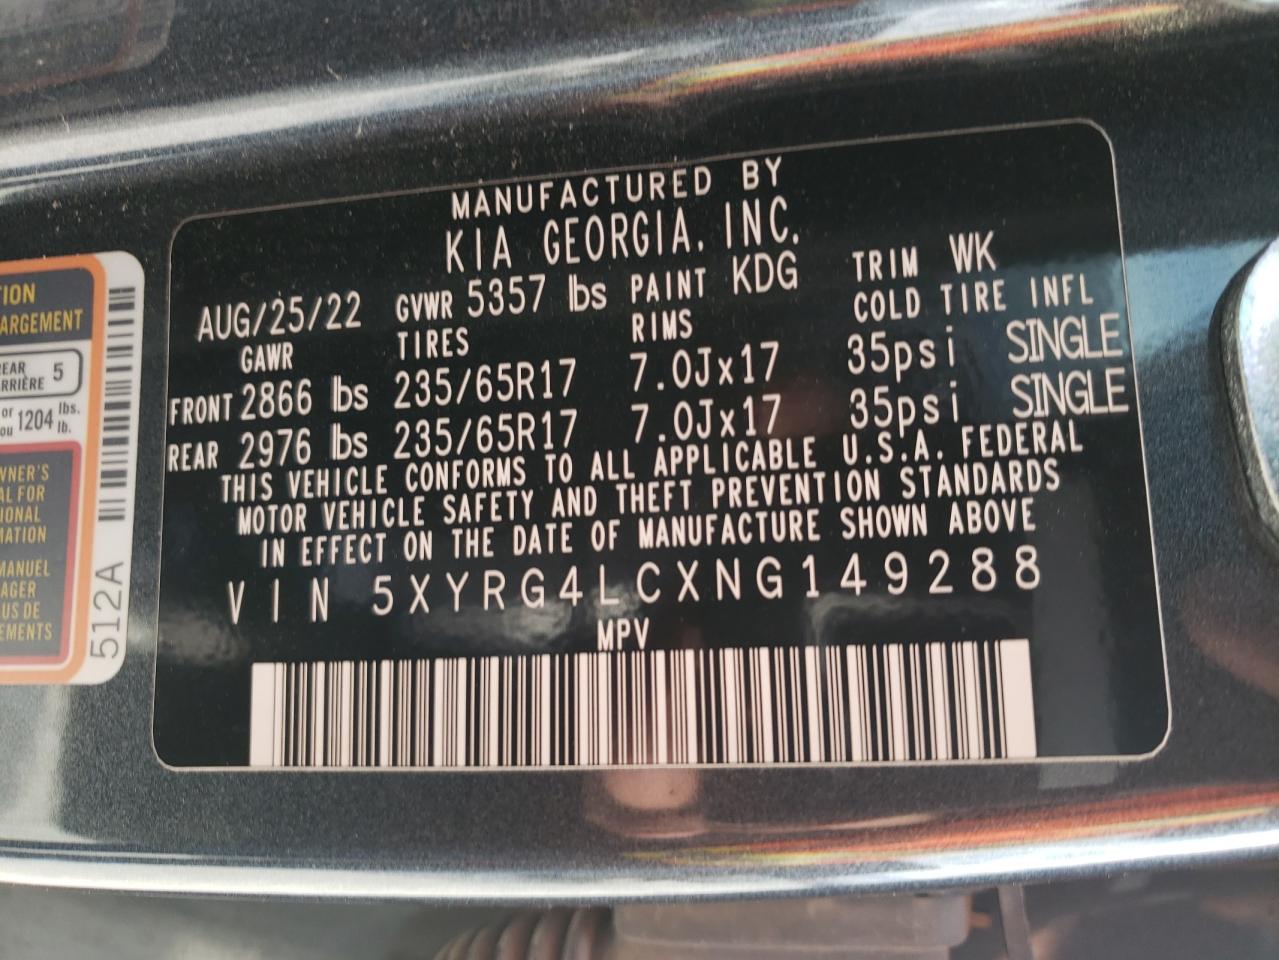 MANUFACTURED BY
KIA GEORGIA, INC.
AUG/25/22 GVWR 5357 lbs PAINT KDG TRIM WK
GAWR TIRES RIMS COLD TIRE INFL
FRONT 2866 lbs 235/65R17 7.0Jx17 35psi SINGLE
REAR 2976 lbs 235/65R17 7.0Jx17 35psi SINGLE
THIS VEHICLE CONFORMS TO ALL APPLICABLE U.S.A. FEDERAL
MOTOR VEHICLE SAFETY AND THEFT PREVENTION STANDARDS
IN EFFECT ON THE DATE OF MANUFACTURE SHOWN ABOVE
VIN 5XYRG4LCXNG149288
MPV
TION
ARGEMENT
REAR 5
RRIÈRE
or 1204 lbs.
ou lb.
WNER'S
AL FOR
IONAL
MATION
MANUEL
AGER
US DE
EMENTS
512A